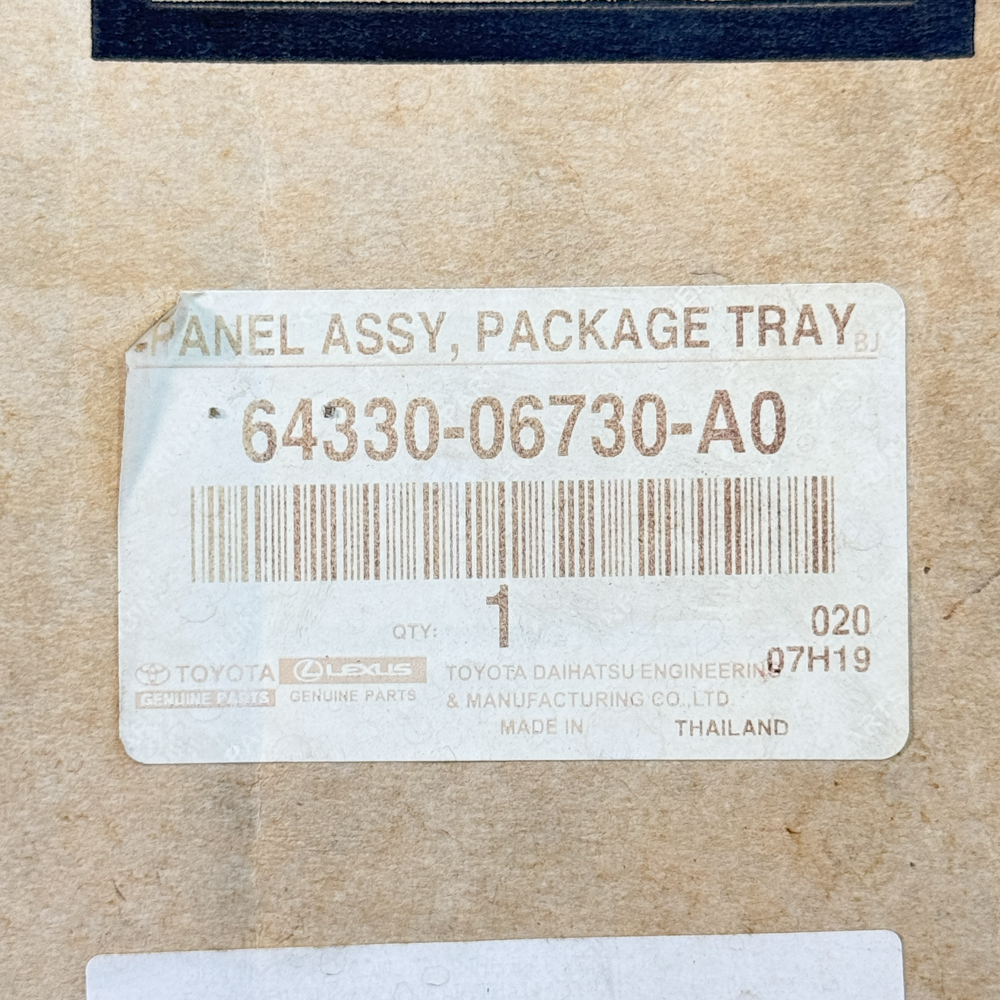 PANEL ASSY, PACKAGE TRAY BJ
64330-06730-A0
QTY: 1
020
07H19
TOYOTA
GENUINE PARTS
LEXUS
GENUINE PARTS
TOYOTA DAIHATSU ENGINEERING
& MANUFACTURING CO.,LTD.
MADE IN THAILAND